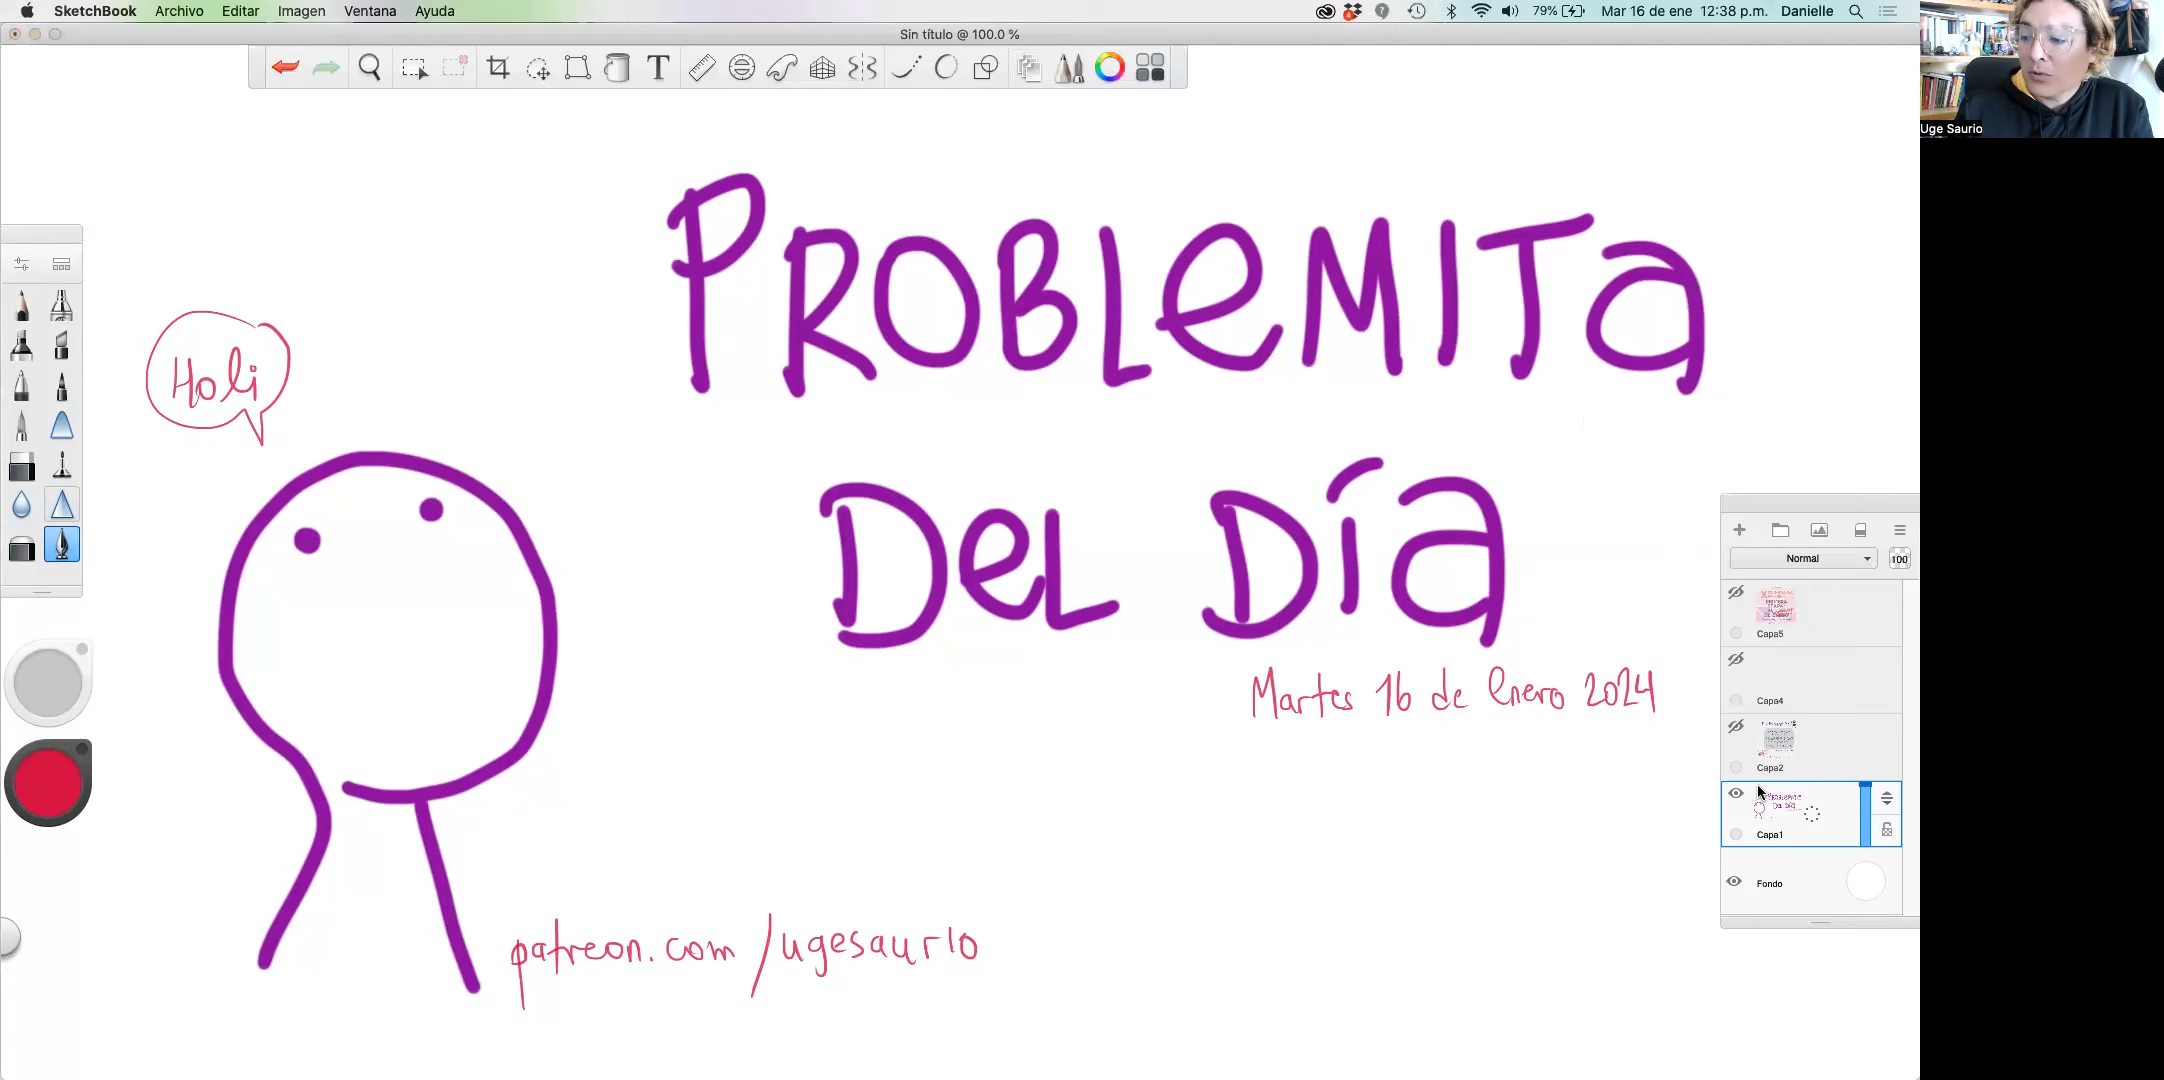 SketchBook Archivo Editar Imagen Ventana Ayuda
79% Mar 16 de ene 12:38 p.m. Danielle
Sin título @ 100.0 %
Uge Saurio
PROBLEMITa
Holi
DeL Día
Martes 16 de Enero 2024
patreon.com/ugesaurio
Normal
100
Capa5
Capa4
Capa2
Capa1
Fondo